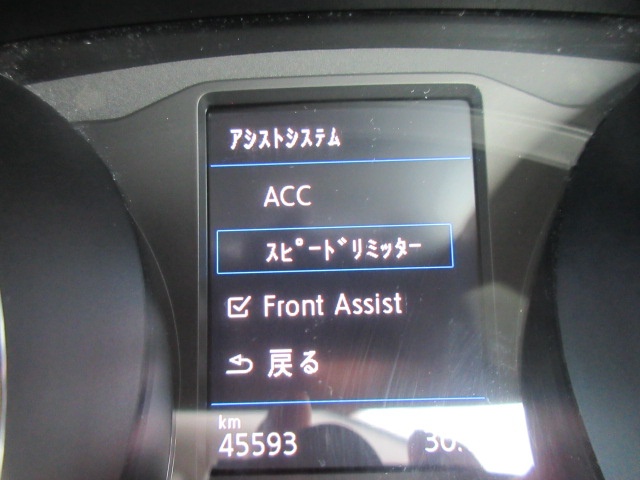 アシストシステム
ACC
スピードリミッター
Front Assist
戻る
km
45593